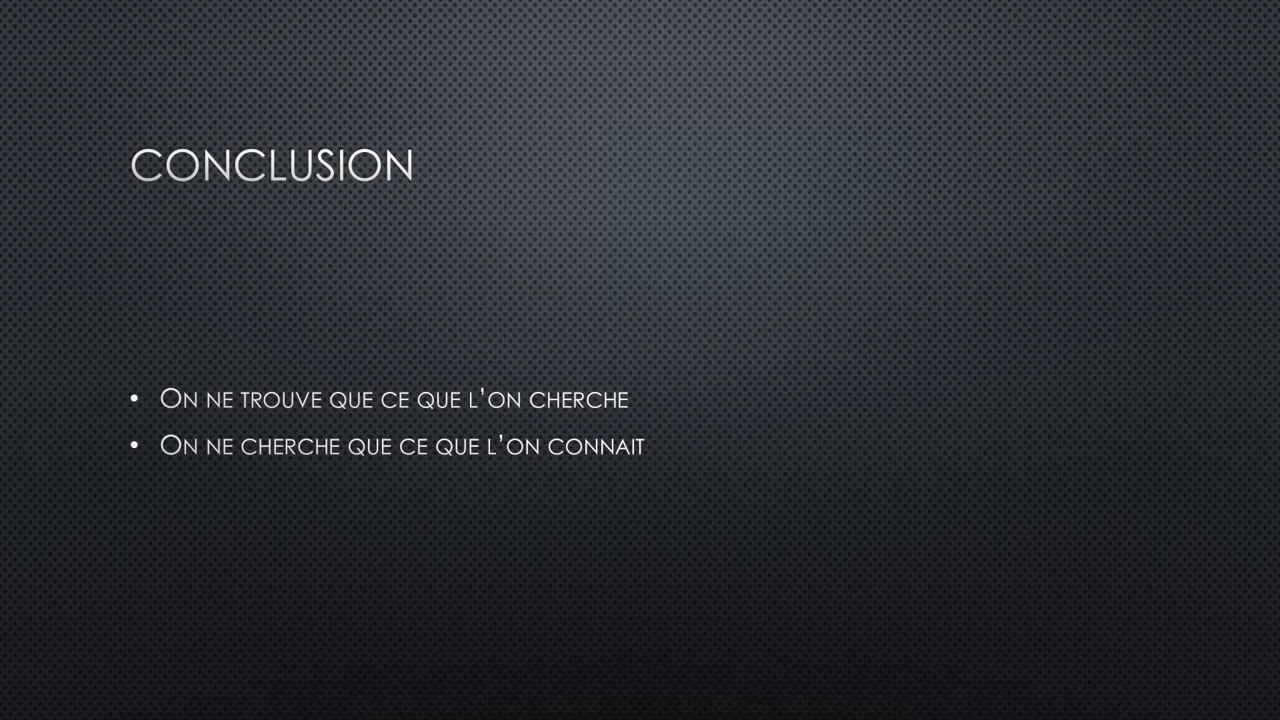 CONCLUSION
• ON NE TROUVE QUE CE QUE L’ON CHERCHE
• ON NE CHERCHE QUE CE QUE L’ON CONNAIT